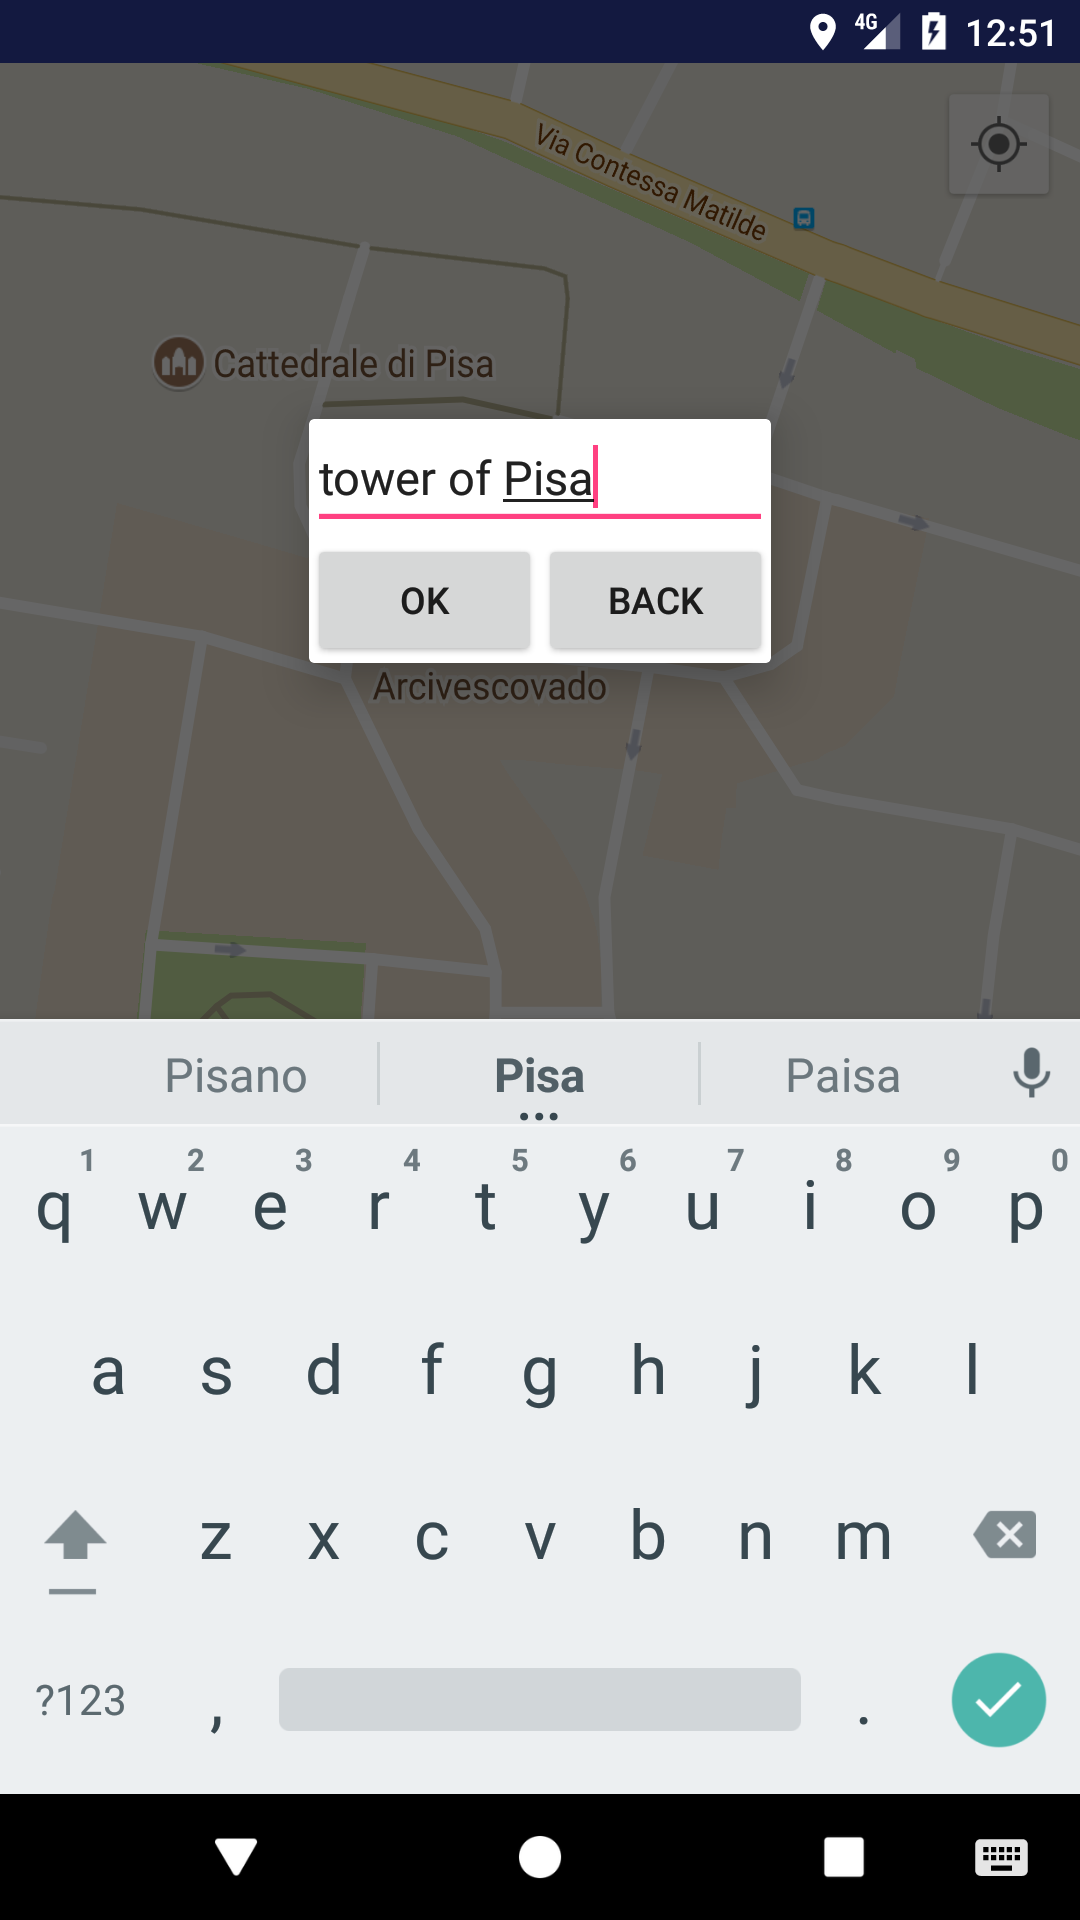 4G 12:51
Via Contessa Matilde
Cattedrale di Pisa
tower of Pisa
OK BACK
Arcivescovado
Pisano Pisa Paisa
1 2 3 4 5 6 7 8 9 0
q w e r t y u i o p
a s d f g h j k l
z x c v b n m
?123 , .